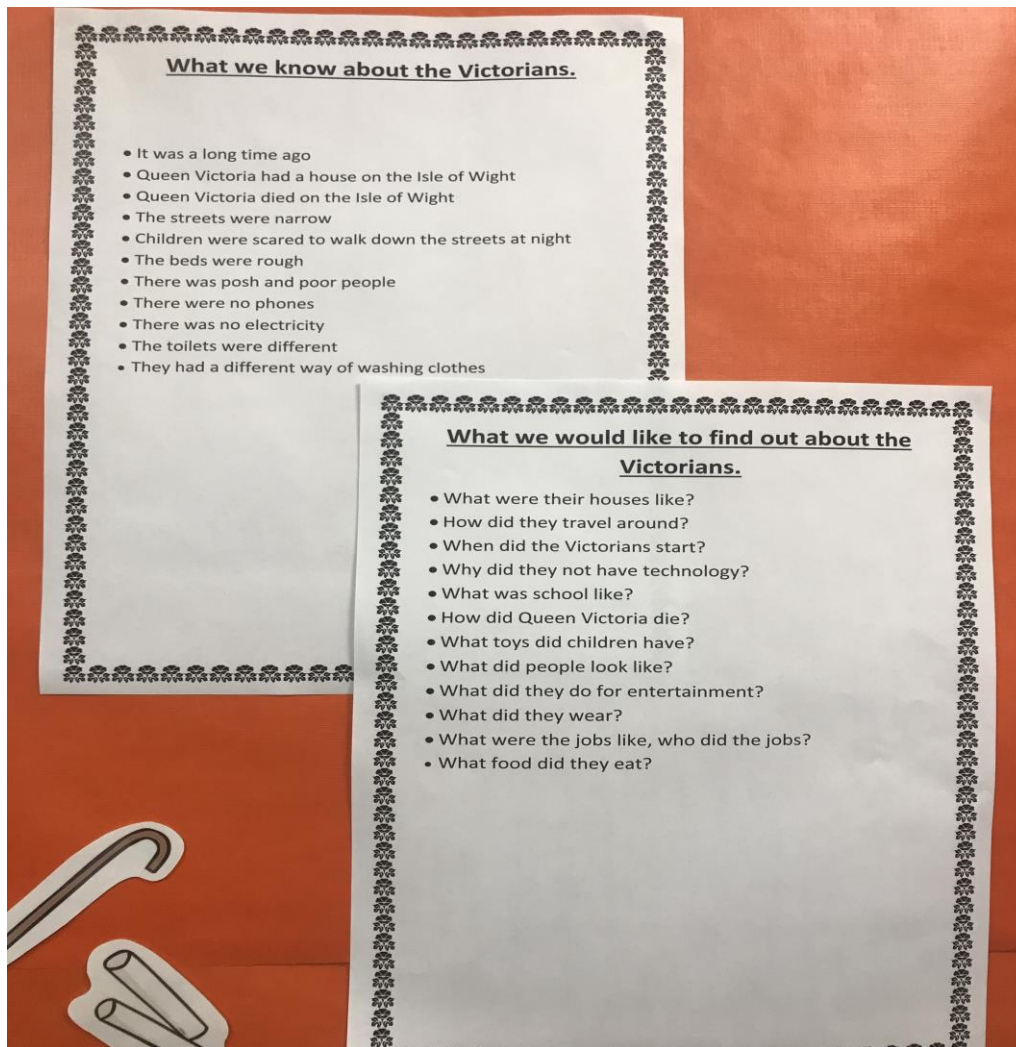 What we know about the Victorians.
• It was a long time ago
• Queen Victoria had a house on the Isle of Wight
• Queen Victoria died on the Isle of Wight
• The streets were narrow
• Children were scared to walk down the streets at night
• The beds were rough
• There was posh and poor people
• There were no phones
• There was no electricity
• The toilets were different
• They had a different way of washing clothes
What we would like to find out about the
Victorians.
• What were their houses like?
• How did they travel around?
• When did the Victorians start?
• Why did they not have technology?
• What was school like?
• How did Queen Victoria die?
• What toys did children have?
• What did people look like?
• What did they do for entertainment?
• What did they wear?
• What were the jobs like, who did the jobs?
• What food did they eat?